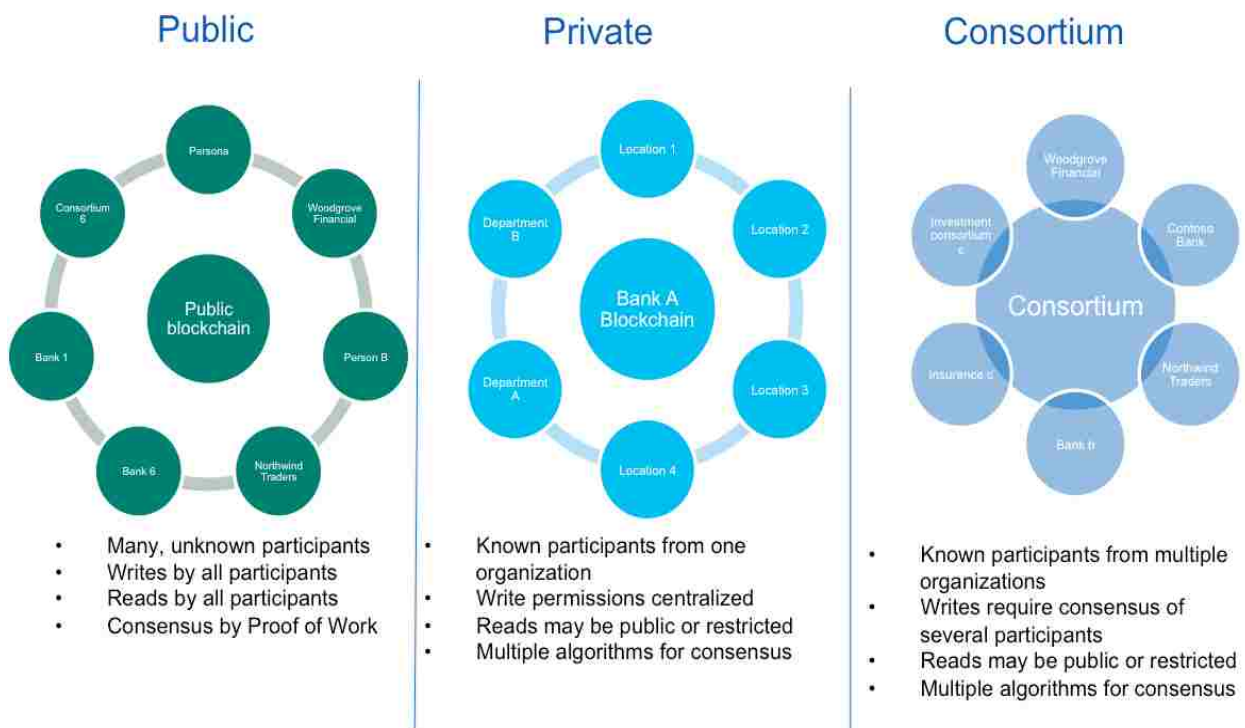 Public
Persona
Consortium
6
Woodgrove
Financial
Public
blockchain
Bank 1
Person B
Bank 6
Northwind
Traders
• Many, unknown participants
• Writes by all participants
• Reads by all participants
• Consensus by Proof of Work
Private
Location 1
Department
B
Location 2
Bank A
Blockchain
Department
A
Location 3
Location 4
• Known participants from one
organization
• Write permissions centralized
• Reads may be public or restricted
• Multiple algorithms for consensus
Consortium
Woodgrove
Financial
Investment
consortium
c
Contoso
Bank
Consortium
Insurance d
Northwind
Traders
Bank b
• Known participants from multiple
organizations
• Writes require consensus of
several participants
• Reads may be public or restricted
• Multiple algorithms for consensus